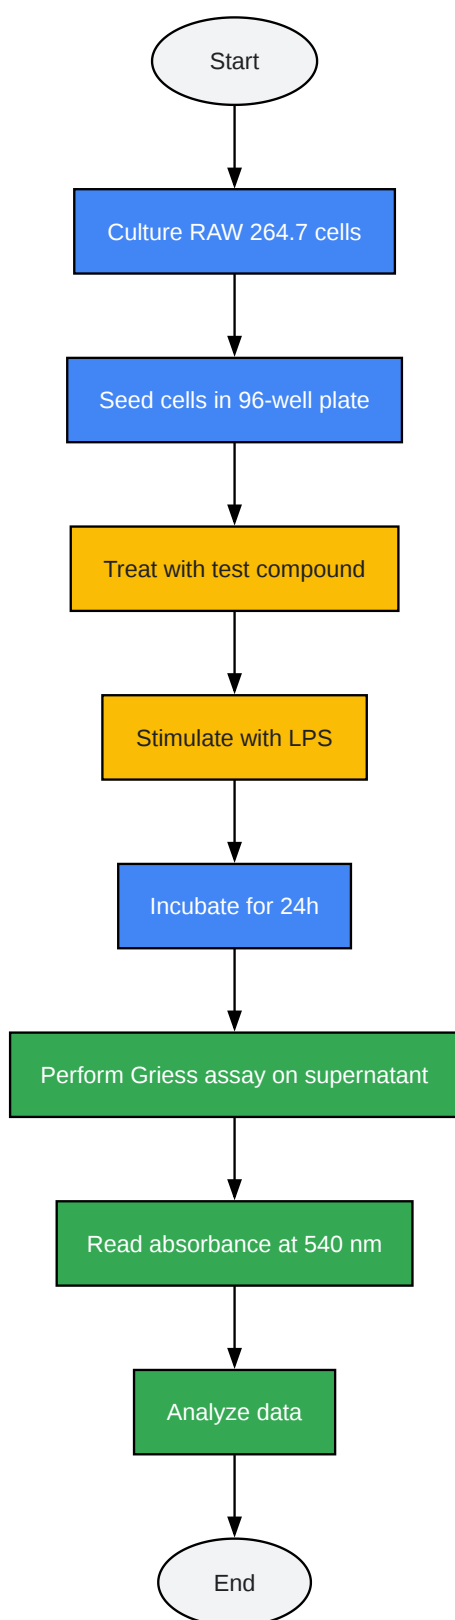 Start
Culture RAW 264.7 cells
Seed cells in 96-well plate
Treat with test compound
Stimulate with LPS
Incubate for 24h
Perform Griess assay on supernatant
Read absorbance at 540 nm
Analyze data
End